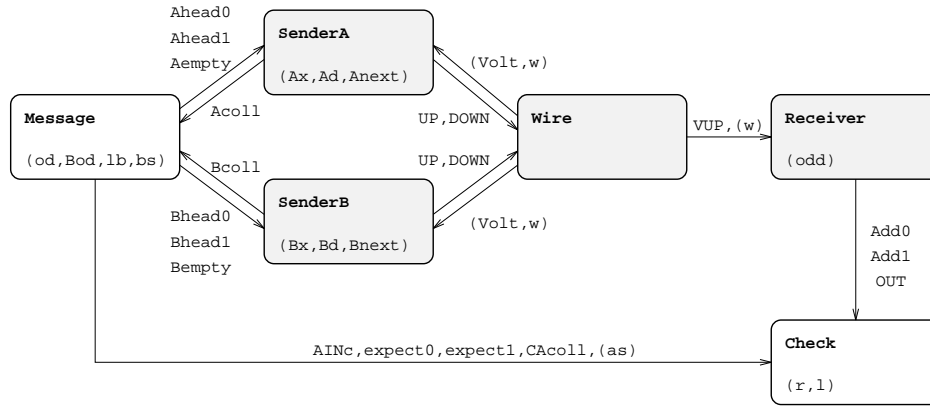 Ahead0
Ahead1
Aempty
SenderA
(Ax,Ad,Anext)
(Volt,w)
Acoll
UP,DOWN
Message
(od,Bod,lb,bs)
Wire
VUP,(w)
Receiver
(odd)
Bcoll
UP,DOWN
Bhead0
Bhead1
Bempty
SenderB
(Bx,Bd,Bnext)
(Volt,w)
Add0
Add1
OUT
AINc,expect0,expect1,CAcoll,(as)
Check
(r,l)